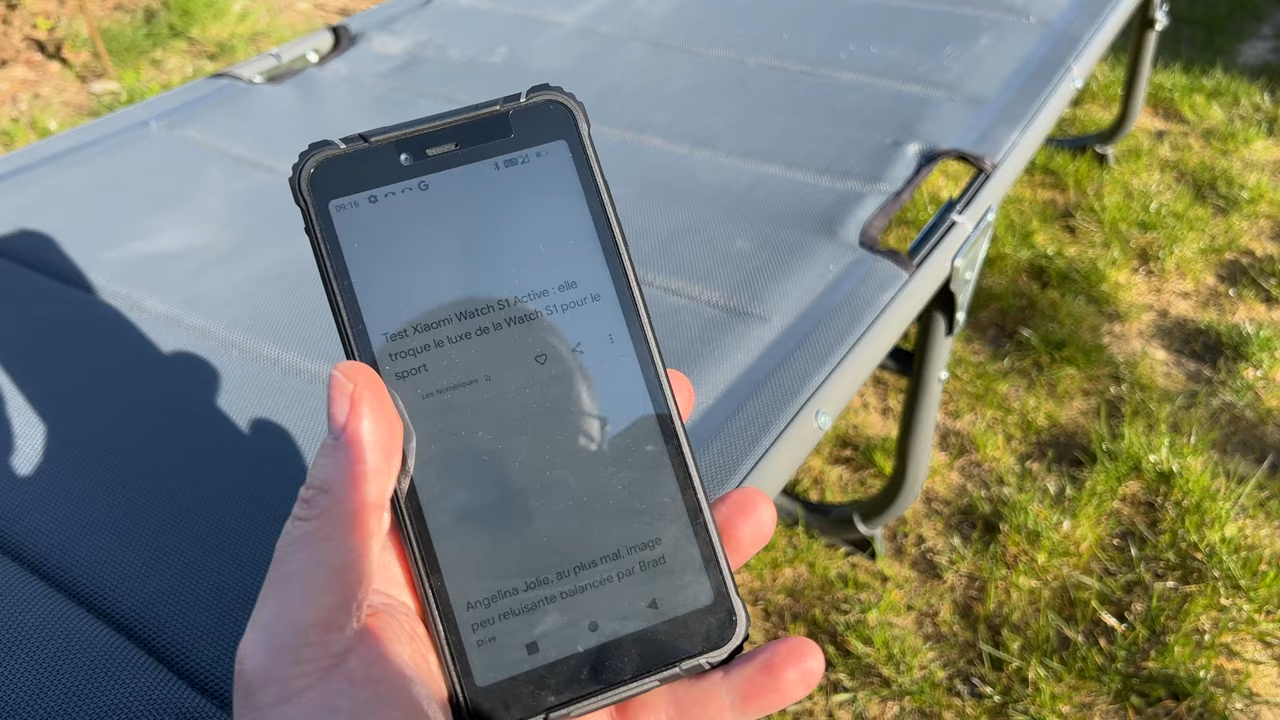 09:16 G
Test Xiaomi Watch S1 Active : elle
troque le luxe de la Watch S1 pour le
sport
Les Numériques
Angelina Jolie, au plus mal, image
peu reluisante balancée par Brad
Pitt